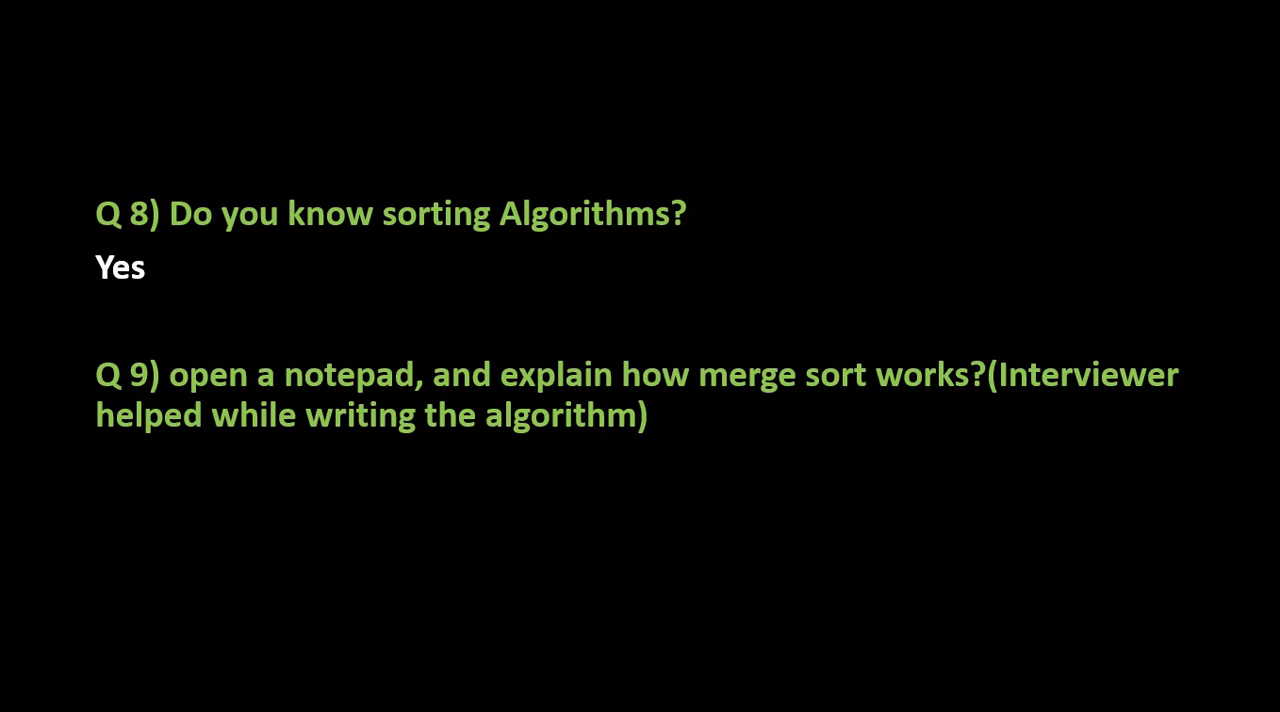 Q 8) Do you know sorting Algorithms?
Yes
Q 9) open a notepad, and explain how merge sort works?(Interviewer
helped while writing the algorithm)